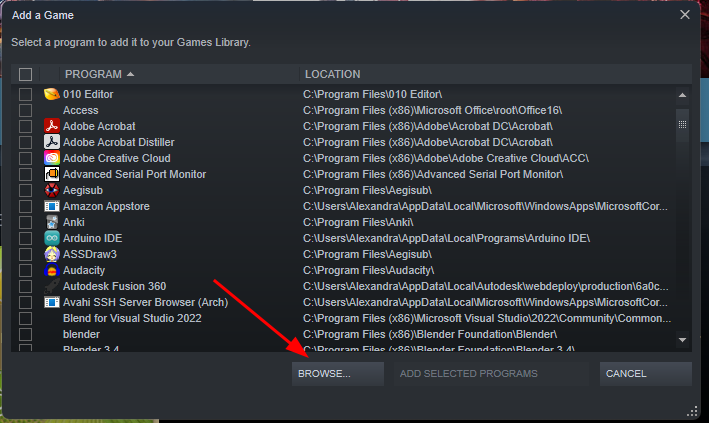 Add a Game
Select a program to add it to your Games Library.
PROGRAM LOCATION
010 Editor C:\Program Files\010 Editor\
Access C:\Program Files (x86)\Microsoft Office\root\Office16\
Adobe Acrobat C:\Program Files (x86)\Adobe\Acrobat DC\Acrobat\
Adobe Acrobat Distiller C:\Program Files (x86)\Adobe\Acrobat DC\Acrobat\
Adobe Creative Cloud C:\Program Files (x86)\Adobe\Adobe Creative Cloud\ACC\
Advanced Serial Port Monitor C:\Program Files (x86)\Advanced Serial Port Monitor\
Aegisub C:\Program Files\Aegisub\
Amazon Appstore C:\Users\Alexandra\AppData\Local\Microsoft\WindowsApps\MicrosoftCor...
Anki C:\Program Files\Anki\
Arduino IDE C:\Users\Alexandra\AppData\Local\Programs\Arduino IDE\
ASSDraw3 C:\Program Files\Aegisub\
Audacity C:\Program Files\Audacity\
Autodesk Fusion 360 C:\Users\Alexandra\AppData\Local\Autodesk\webdeploy\production\6a0c...
Avahi SSH Server Browser (Arch) C:\Users\Alexandra\AppData\Local\Microsoft\WindowsApps\MicrosoftCor...
Blend for Visual Studio 2022 C:\Program Files\Microsoft Visual Studio\2022\Community\Common...
blender C:\Program Files (x86)\Blender Foundation\Blender\
Blender 3.4 C:\Program Files\Blender Foundation\Blender 3.4\
BROWSE... ADD SELECTED PROGRAMS CANCEL